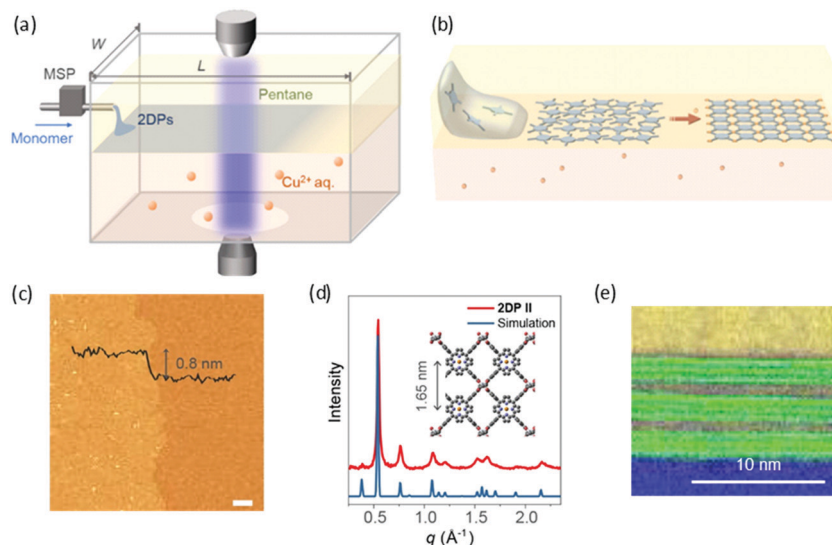 (a)
W
L
MSP
Pentane
2DPs
Monomer
Cu²⁺ aq.
(b)
(c)
0.8 nm
(d)
2DP II
Simulation
1.65 nm
Intensity
0.5 1.0 1.5 2.0
q (Å⁻¹)
(e)
10 nm